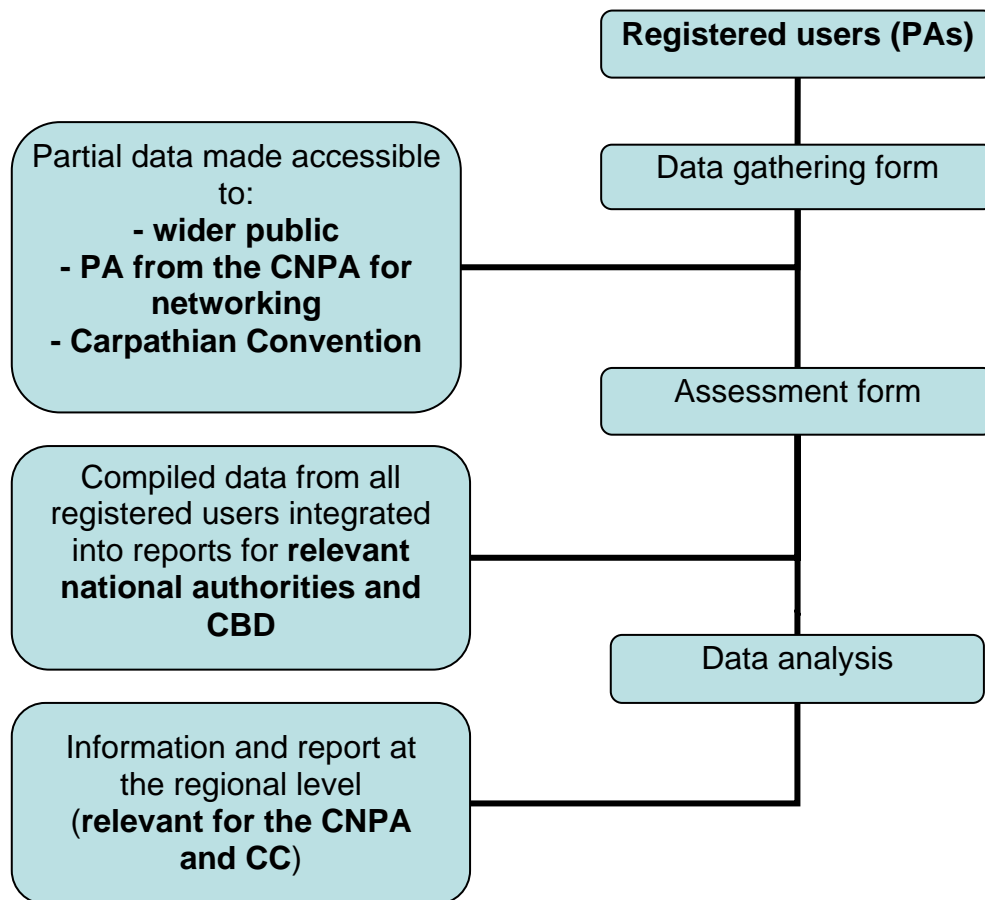 Registered users (PAs)
Data gathering form
Partial data made accessible
to:
- wider public
- PA from the CNPA for
networking
- Carpathian Convention
Assessment form
Compiled data from all
registered users integrated
into reports for relevant
national authorities and
CBD
Data analysis
Information and report at
the regional level
(relevant for the CNPA
and CC)